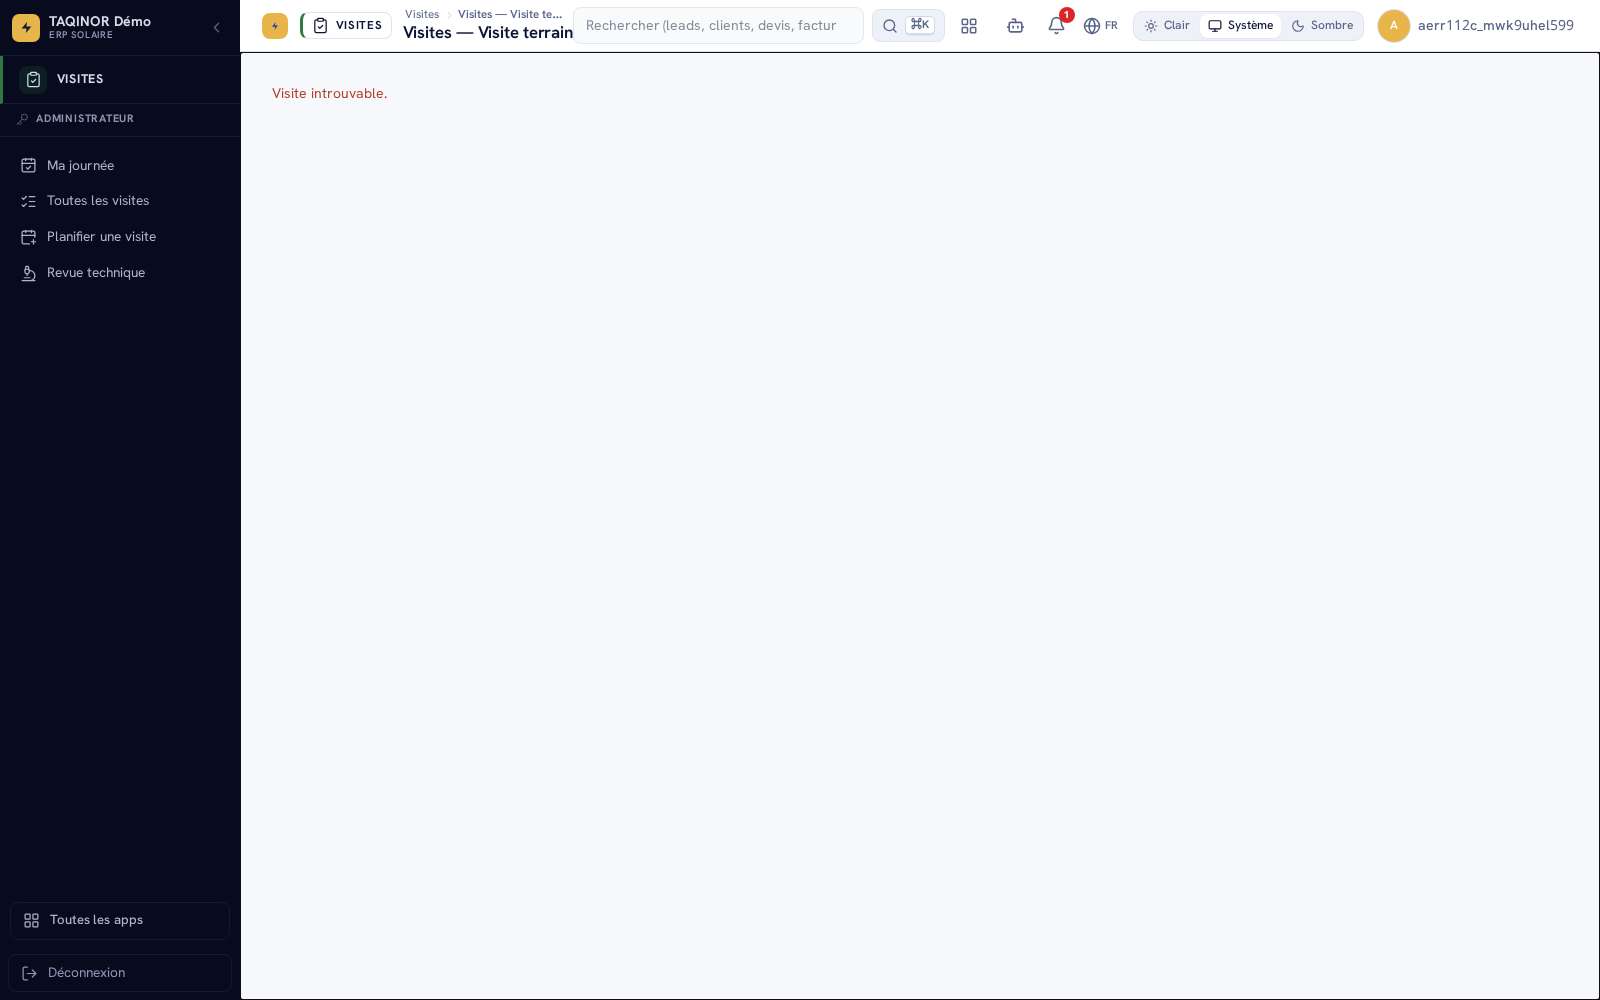 TAQINOR Démo
ERP SOLAIRE
VISITES
ADMINISTRATEUR
Ma journée
Toutes les visites
Planifier une visite
Revue technique
Toutes les apps
Déconnexion
VISITES
Visites › Visites — Visite te...
Visites — Visite terrain
Rechercher (leads, clients, devis, factur
⌘K
1
FR
Clair
Système
Sombre
A
aerr112c_mwk9uhel599
Visite introuvable.